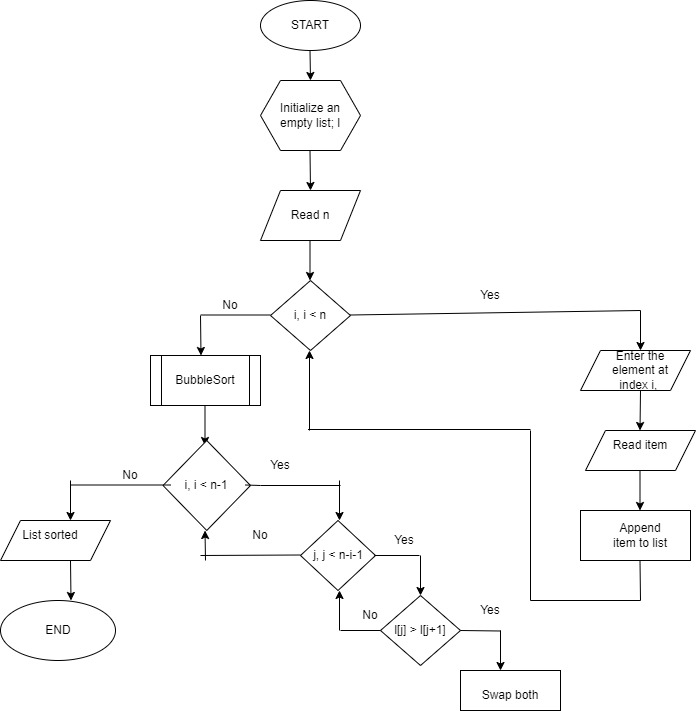 START
Initialize an
empty list; l
Read n
i, i < n
No
Yes
BubbleSort
Enter the
element at
index i.
Read item
Append
item to list
i, i < n-1
No
Yes
List sorted
END
j, j < n-i-1
No
Yes
l[j] > l[j+1]
No
Yes
Swap both